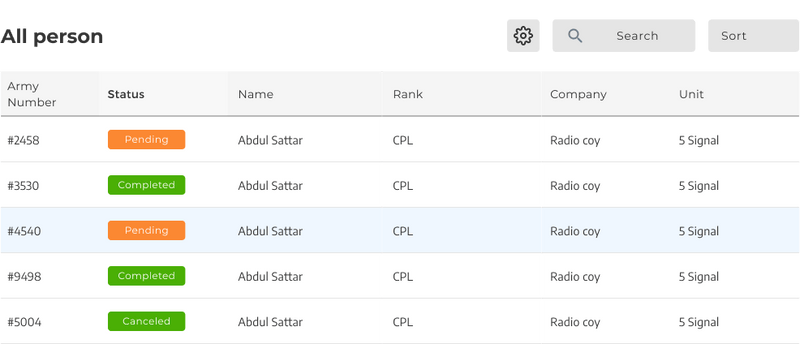 All person
Search
Sort
Army Number Status Name Rank Company Unit
#2458 Pending Abdul Sattar CPL Radio coy 5 Signal
#3530 Completed Abdul Sattar CPL Radio coy 5 Signal
#4540 Pending Abdul Sattar CPL Radio coy 5 Signal
#9498 Completed Abdul Sattar CPL Radio coy 5 Signal
#5004 Canceled Abdul Sattar CPL Radio coy 5 Signal